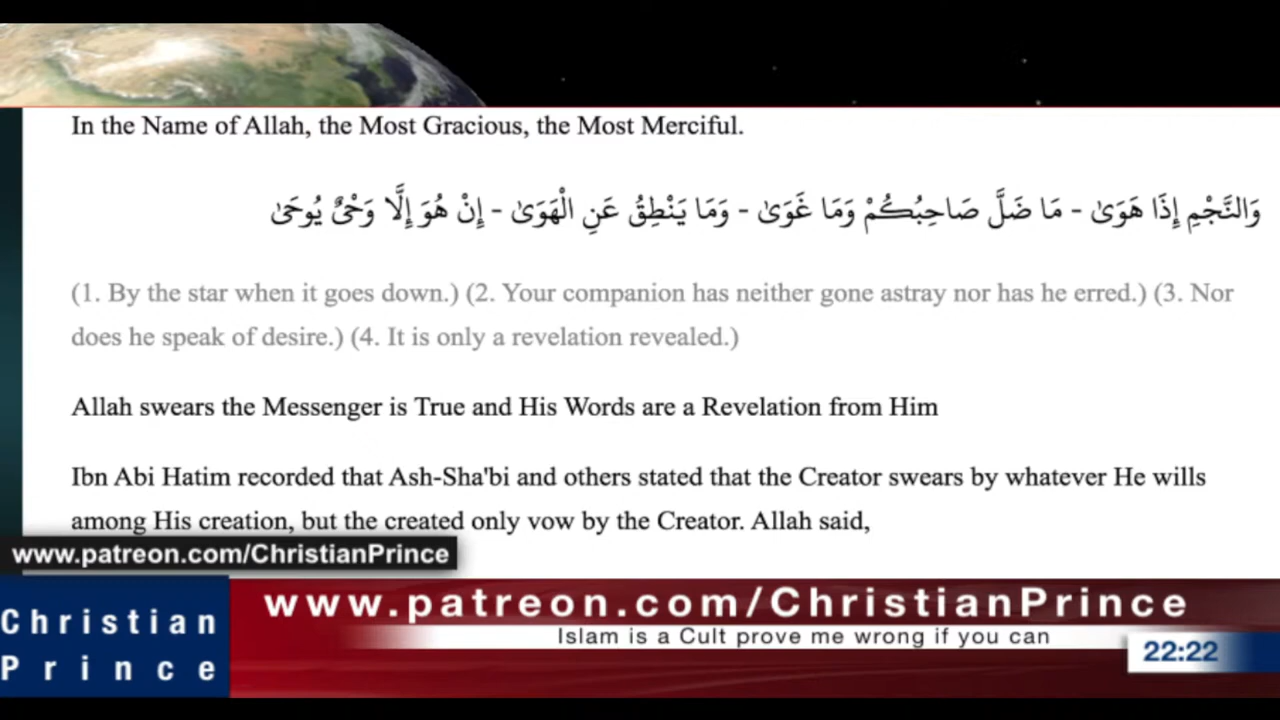 In the Name of Allah, the Most Gracious, the Most Merciful.
وَالنَّجْمِ إِذَا هَوَىٰ - مَا ضَلَّ صَاحِبُكُمْ وَمَا غَوَىٰ - وَمَا يَنْطِقُ عَنِ الْهَوَىٰ - إِنْ هُوَ إِلَّا وَحْىٌ يُوحَىٰ
(1. By the star when it goes down.) (2. Your companion has neither gone astray nor has he erred.) (3. Nor
does he speak of desire.) (4. It is only a revelation revealed.)
Allah swears the Messenger is True and His Words are a Revelation from Him
Ibn Abi Hatim recorded that Ash-Sha'bi and others stated that the Creator swears by whatever He wills
among His creation, but the created only vow by the Creator. Allah said,
www.patreon.com/ChristianPrince
Christian
Prince
www.patreon.com/ChristianPrince
Islam is a Cult prove me wrong if you can
22:22